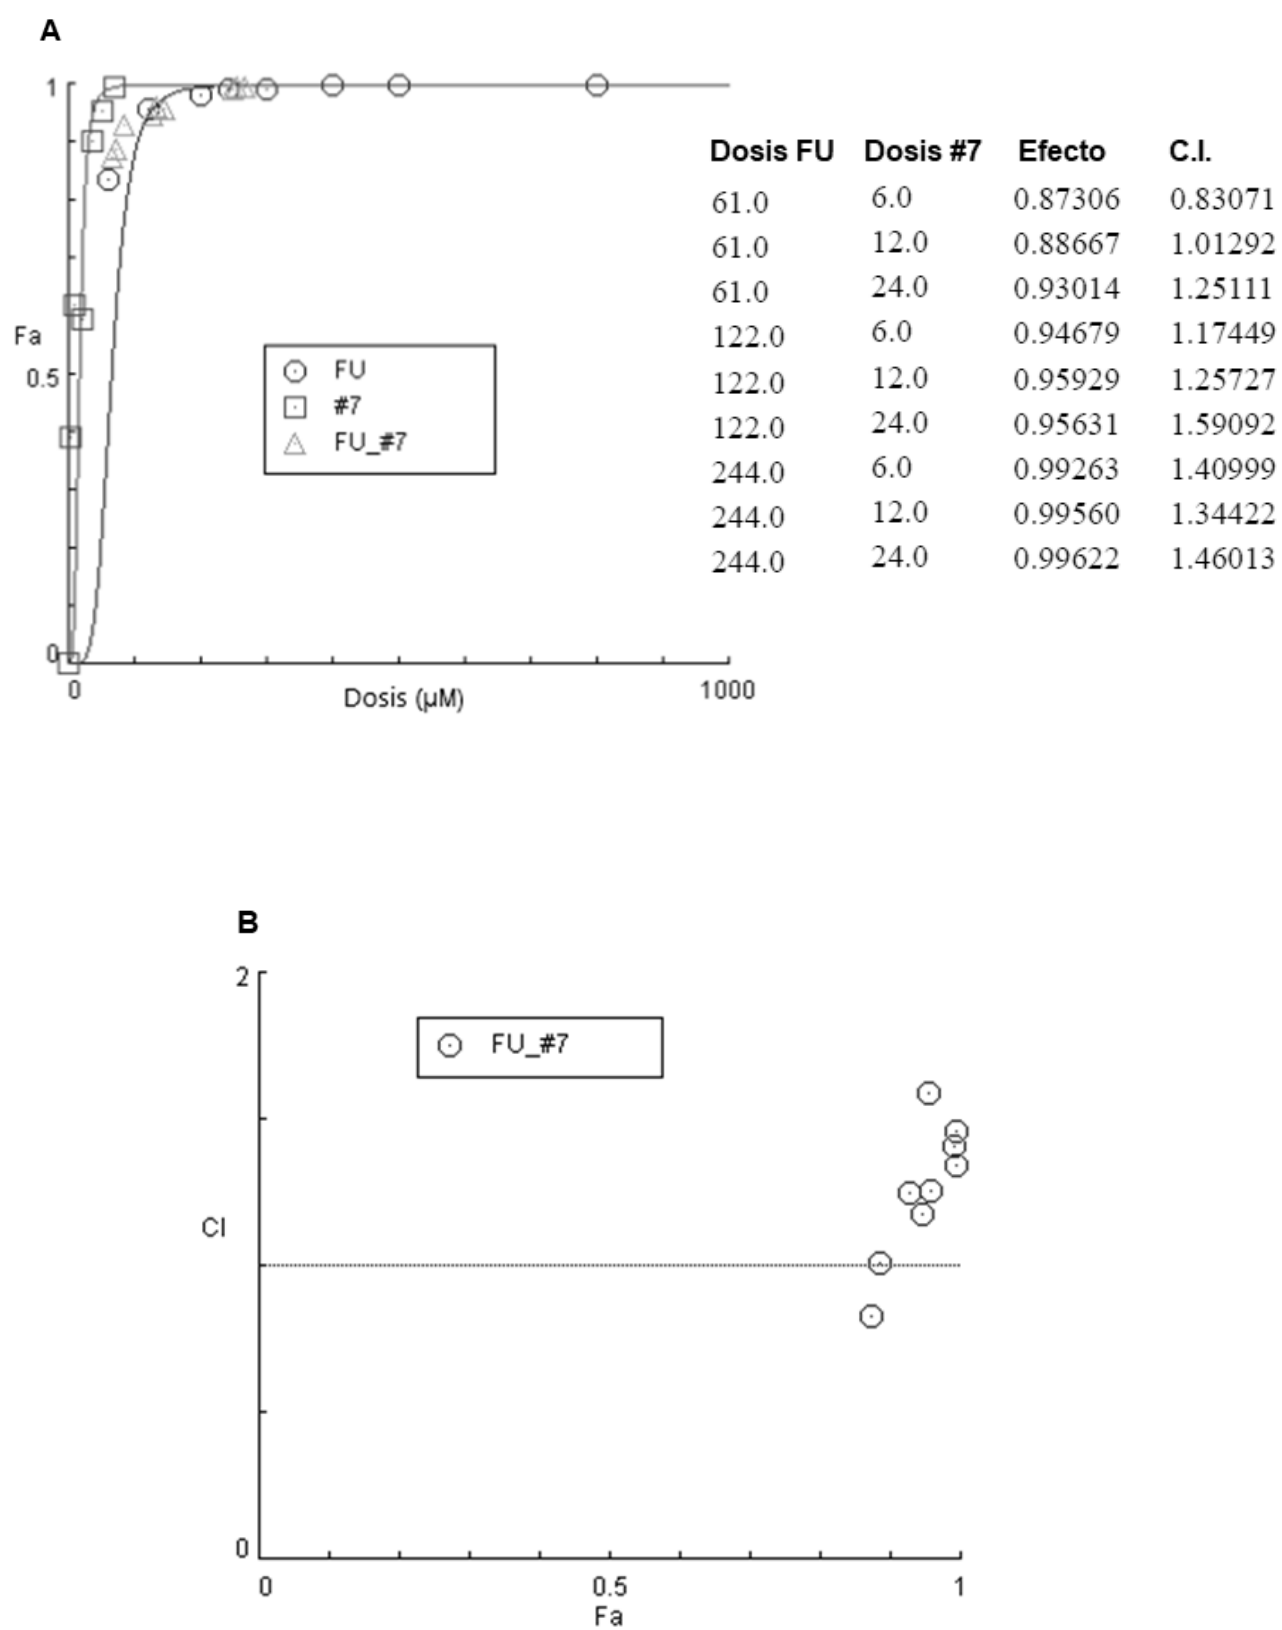 A
1
Fa
0.5
0
0
Dosis (µM)
1000
FU
#7
FU_#7
Dosis FU Dosis #7 Efecto C.I.
61.0 6.0 0.87306 0.83071
61.0 12.0 0.88667 1.01292
61.0 24.0 0.93014 1.25111
122.0 6.0 0.94679 1.17449
122.0 12.0 0.95929 1.25727
122.0 24.0 0.95631 1.59092
244.0 6.0 0.99263 1.40999
244.0 12.0 0.99560 1.34422
244.0 24.0 0.99622 1.46013
B
2
FU_#7
CI
0
0 0.5 1
Fa